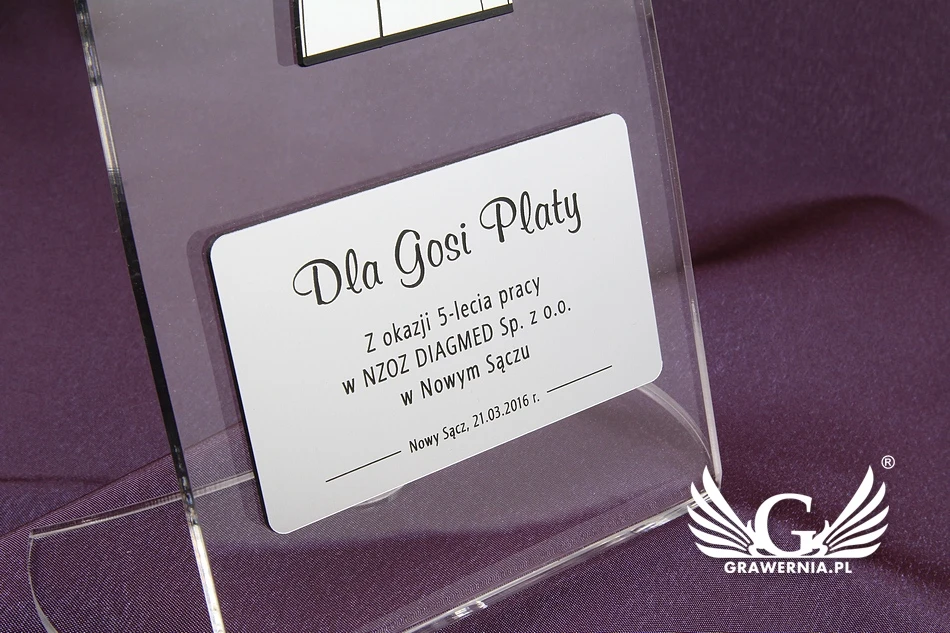 Dla Gosi Platy
Z okazji 5-lecia pracy
w NZOZ DIAGMED Sp. z o.o.
w Nowym Sączu
Nowy Sącz, 21.03.2016 r.
G
®
GRAWERNIA.PL